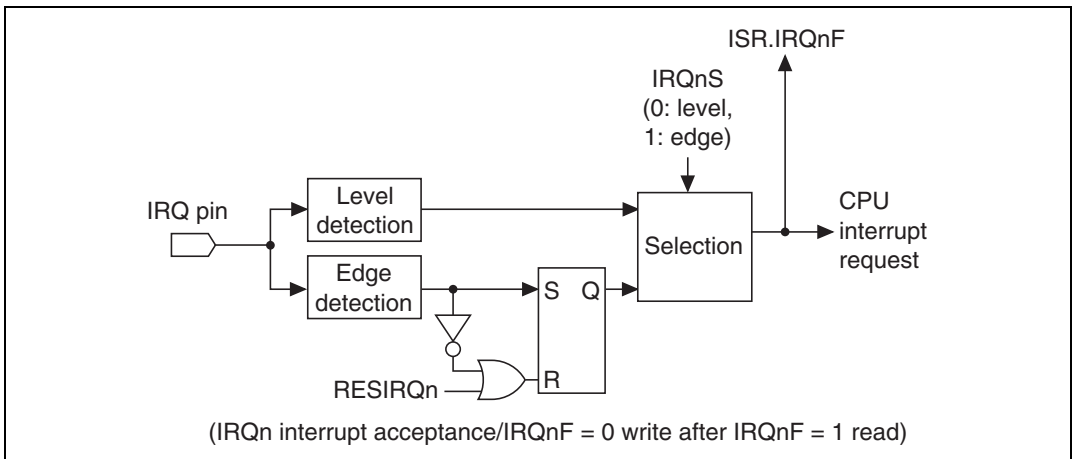 ISR.IRQnF
IRQnS
(0: level,
1: edge)
IRQ pin
Level
detection
Edge
detection
S
Q
R
RESIRQn
Selection
CPU
interrupt
request
(IRQn interrupt acceptance/IRQnF = 0 write after IRQnF = 1 read)